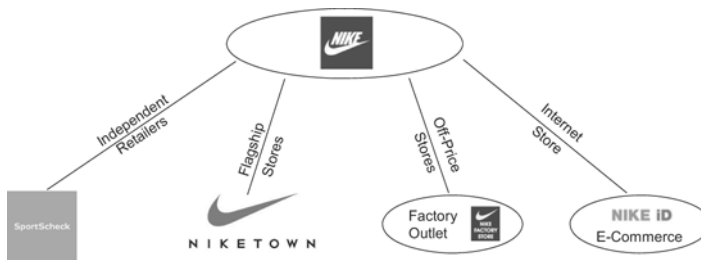 NIKE
Independent
Retailers
Flagship
Stores
Off-Price
Stores
Internet
Store
SportScheck
NIKETOWN
Factory
Outlet
NIKE
FACTORY
STORE
NIKE iD
E-Commerce